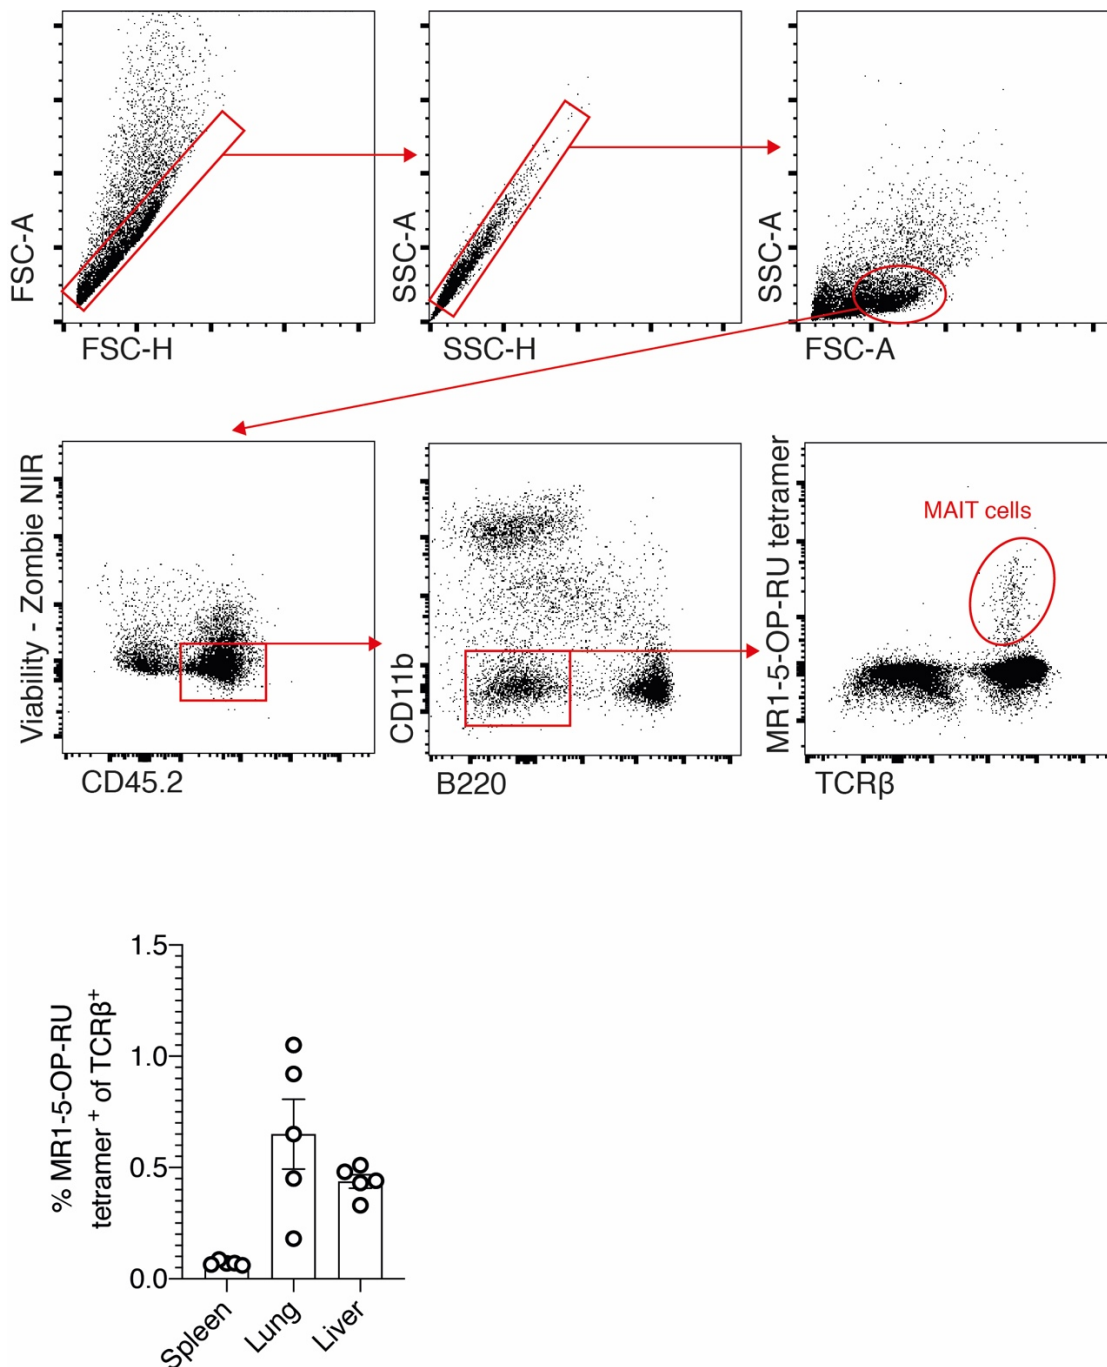 FSC-A
FSC-H
SSC-A
SSC-H
SSC-A
FSC-A
Viability - Zombie NIR
CD45.2
CD11b
B220
MR1-5-OP-RU tetramer
MAIT cells
TCRβ
% MR1-5-OP-RU
tetramer + of TCRβ+
1.5
1.0
0.5
0.0
Spleen
Lung
Liver